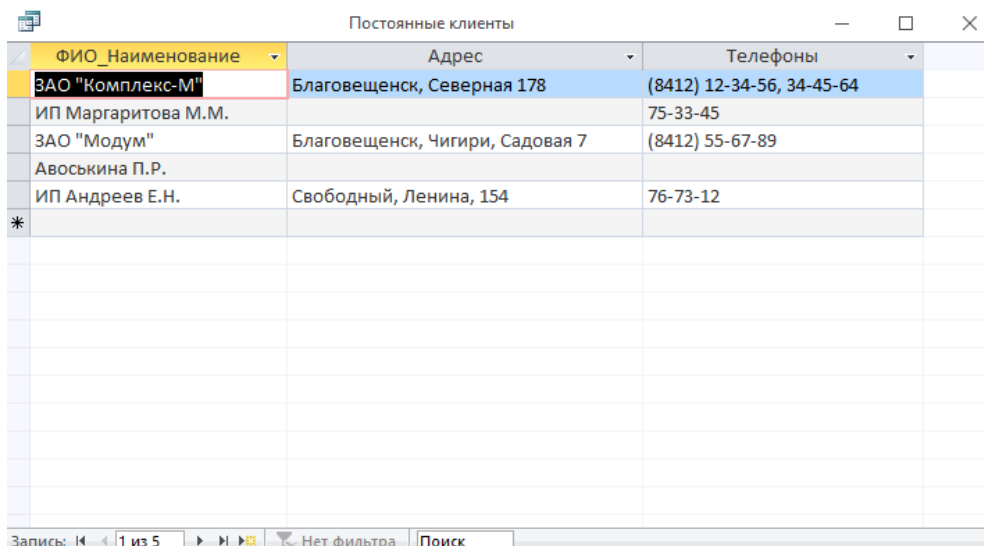 Постоянные клиенты
ФИО_Наименование Адрес Телефоны
ЗАО "Комплекс-М" Благовещенск, Северная 178 (8412) 12-34-56, 34-45-64
ИП Маргаритова М.М. 75-33-45
ЗАО "Модум" Благовещенск, Чигири, Садовая 7 (8412) 55-67-89
Авоськина П.Р.
ИП Андреев Е.Н. Свободный, Ленина, 154 76-73-12
Запись: 1 из 5 Нет фильтра Поиск